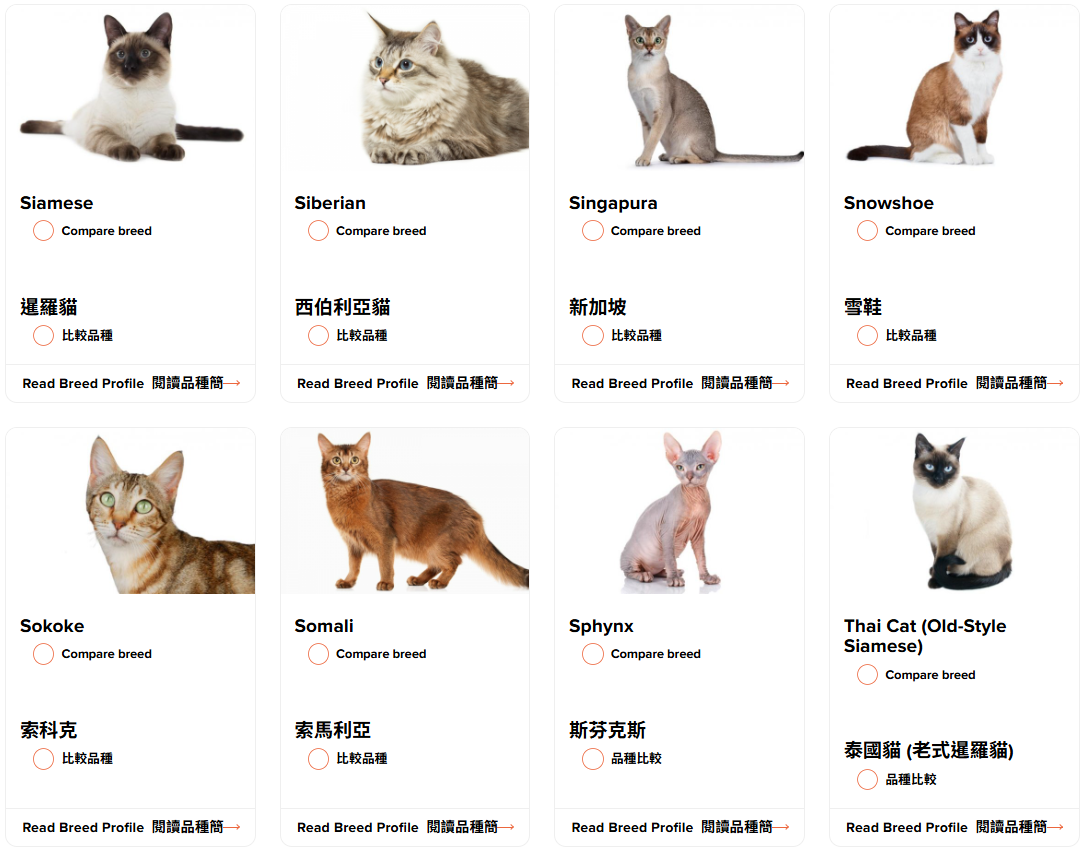 Siamese
Compare breed
暹羅貓
比較品種
Read Breed Profile 閱讀品種簡
Siberian
Compare breed
西伯利亞貓
比較品種
Read Breed Profile 閱讀品種簡
Singapura
Compare breed
新加坡
比較品種
Read Breed Profile 閱讀品種簡
Snowshoe
Compare breed
雪鞋
比較品種
Read Breed Profile 閱讀品種簡
Sokoke
Compare breed
索科克
比較品種
Read Breed Profile 閱讀品種簡
Somali
Compare breed
索馬利亞
比較品種
Read Breed Profile 閱讀品種簡
Sphynx
Compare breed
斯芬克斯
品種比較
Read Breed Profile 閱讀品種簡
Thai Cat (Old-Style
Siamese)
Compare breed
泰國貓 (老式暹羅貓)
品種比較
Read Breed Profile 閱讀品種簡